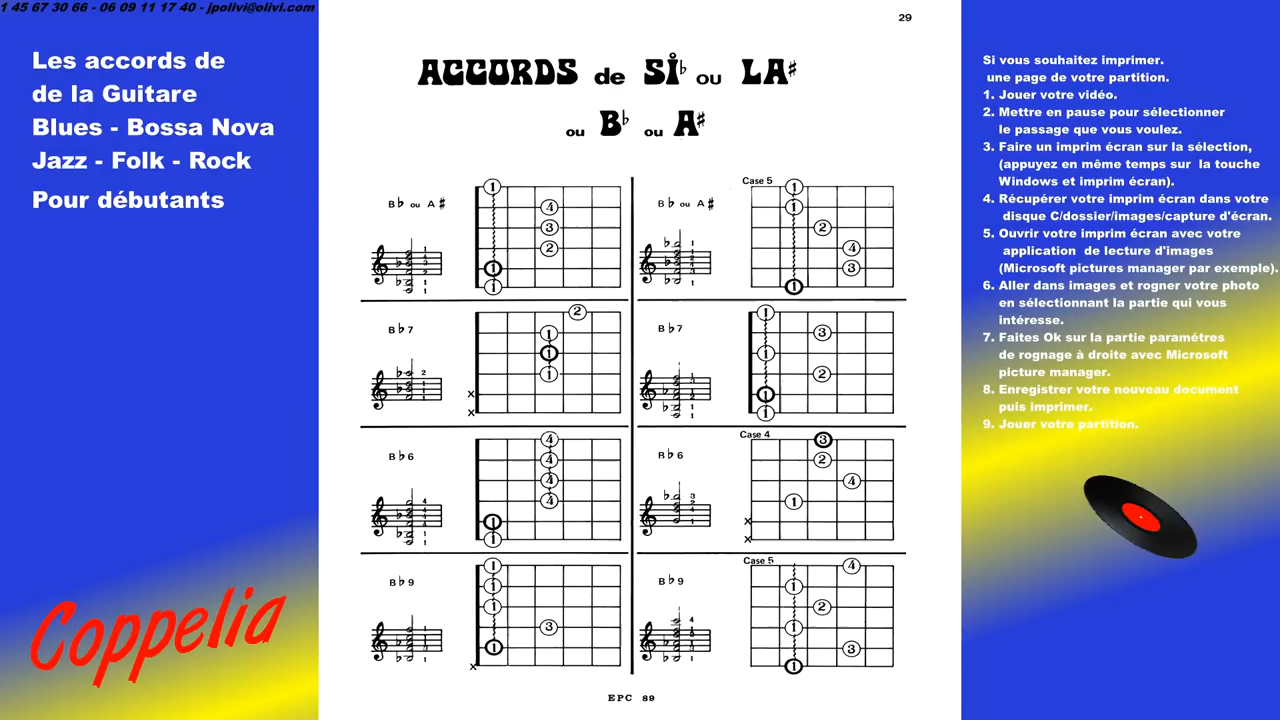 1 45 67 30 66 - 06 09 11 17 40 - jpolivi@olivi.com
Les accords de
de la Guitare
Blues - Bossa Nova
Jazz - Folk - Rock
Pour débutants
Coppelia
29
ACCORDS de SI♭ ou LA♯
ou B♭ ou A♯
B♭ ou A♯
B♭ ou A♯
Case 5
B♭7
B♭7
B♭6
B♭6
Case 4
B♭9
B♭9
Case 5
EPC 89
Si vous souhaitez imprimer.
une page de votre partition.
1. Jouer votre vidéo.
2. Mettre en pause pour sélectionner
le passage que vous voulez.
3. Faire un imprim écran sur la sélection,
(appuyez en même temps sur la touche
Windows et imprim écran).
4. Récupérer votre imprim écran dans votre
disque C/dossier/images/capture d'écran.
5. Ouvrir votre imprim écran avec votre
application de lecture d'images
(Microsoft pictures manager par exemple).
6. Aller dans images et rogner votre photo
en sélectionnant la partie qui vous
intéresse.
7. Faites Ok sur la partie paramétres
de rognage à droite avec Microsoft
picture manager.
8. Enregistrer votre nouveau document
puis imprimer.
9. Jouer votre partition.